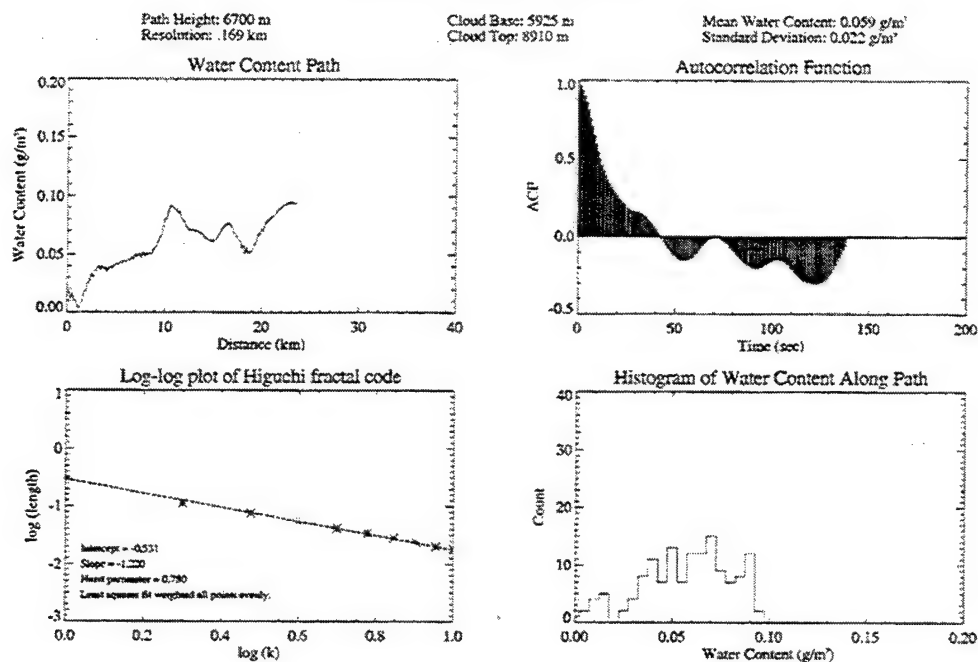 Path Height: 6700 m
Resolution: .169 km
Cloud Base: 5925 m
Cloud Top: 8910 m
Mean Water Content: 0.059 g/m³
Standard Deviation: 0.022 g/m³
Water Content Path
0.20
0.15
0.10
0.05
0.00
Water Content (g/m³)
0
10
20
30
40
Distance (km)
Autocorrelation Function
1.0
0.5
0.0
-0.5
ACF
0
50
100
150
200
Time (sec)
Log-log plot of Higuchi fractal code
1
0
-1
-2
-3
log (length)
Intercept = -0.531
Slope = -1.220
Hurst parameter = 0.780
Least squares fit weighted all points evenly.
0.0
0.2
0.4
0.6
0.8
1.0
log (k)
Histogram of Water Content Along Path
40
30
20
10
0
Count
0.00
0.05
0.10
0.15
0.20
Water Content (g/m³)